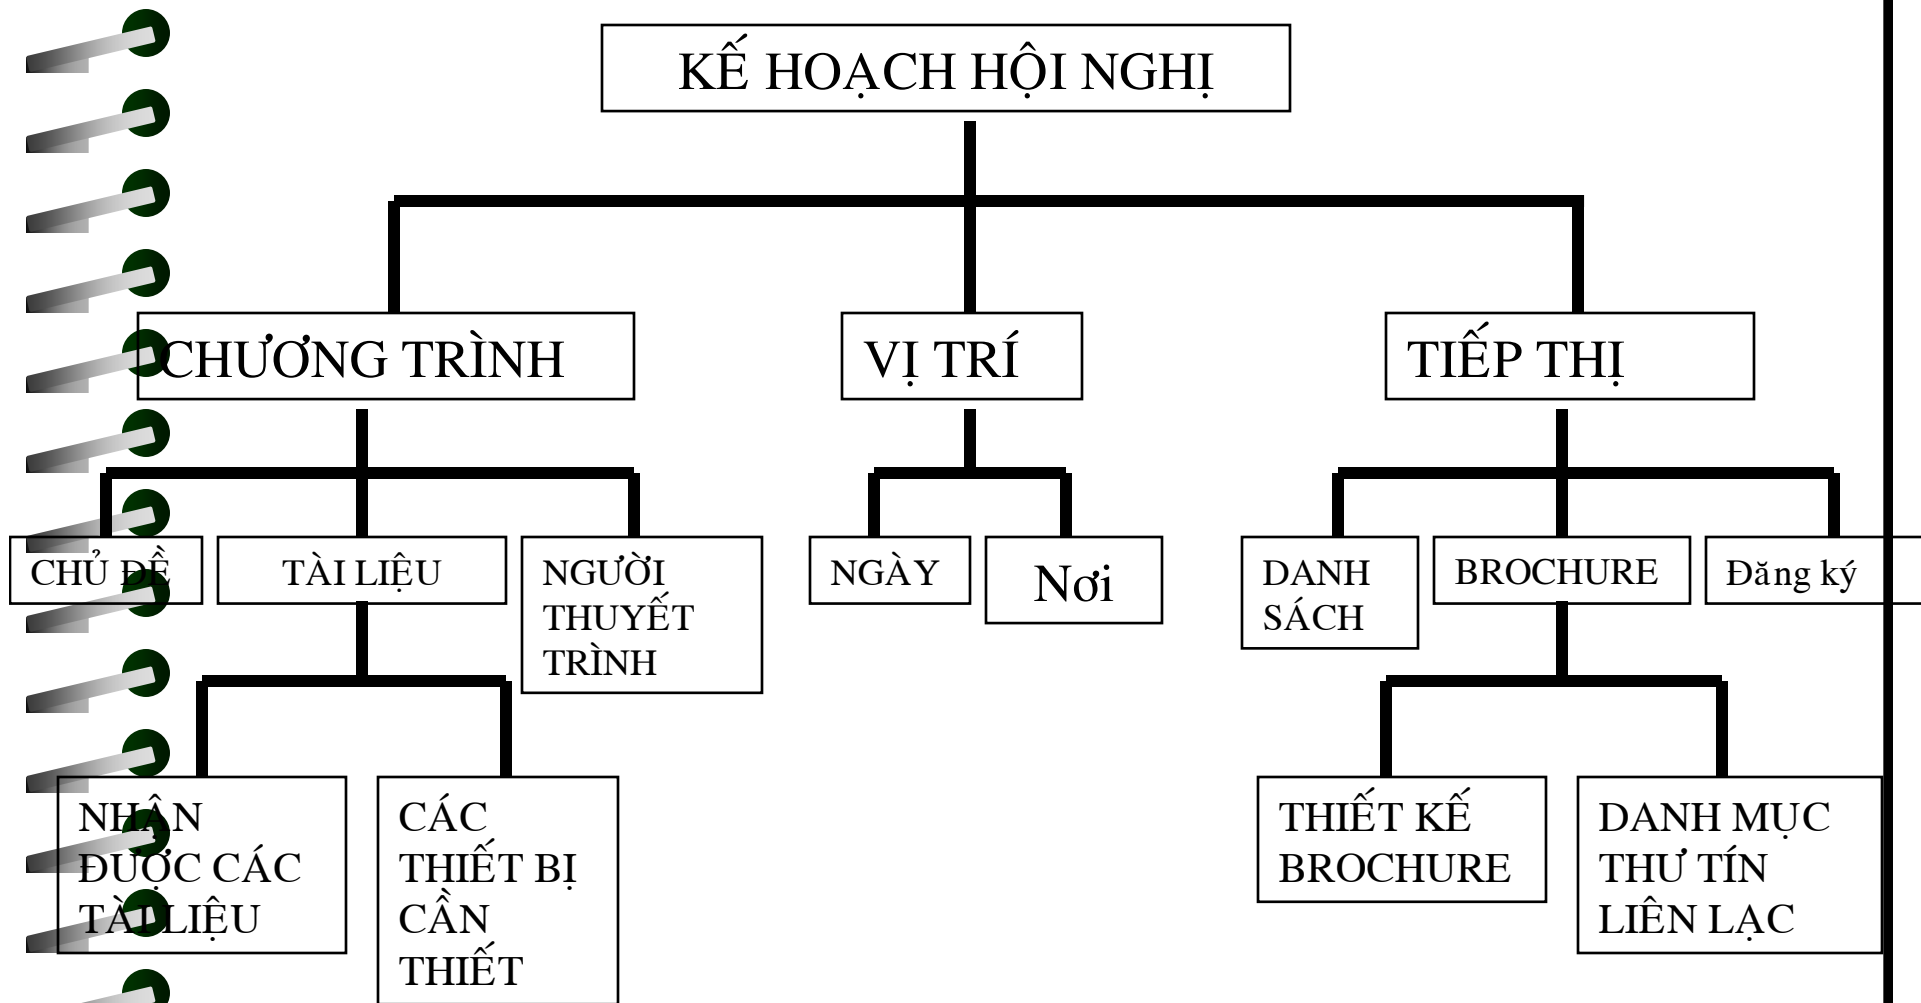 KẾ HOẠCH HỘI NGHỊ
CHƯƠNG TRÌNH
VỊ TRÍ
TIẾP THỊ
CHỦ ĐỀ
TÀI LIỆU
NGƯỜI
THUYẾT
TRÌNH
NGÀY
Nơi
DANH
SÁCH
BROCHURE
Đăng ký
NHẬN
ĐƯỢC CÁC
TÀI LIỆU
CÁC
THIẾT BỊ
CẦN
THIẾT
THIẾT KẾ
BROCHURE
DANH MỤC
THƯ TÍN
LIÊN LẠC